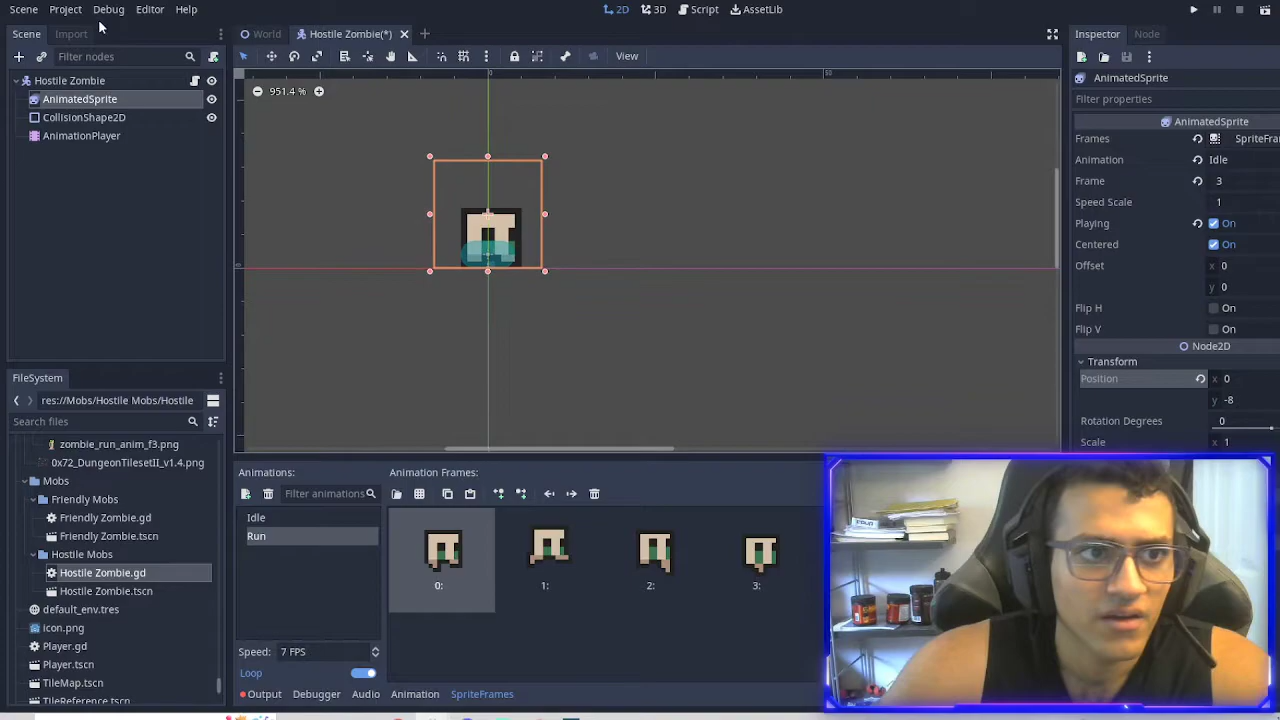 Scene Project Debug Editor Help 2D 3D Script AssetLib
Scene Import World Hostile Zombie(*) Inspector Node
Filter nodes View
Hostile Zombie
AnimatedSprite
CollisionShape2D
AnimationPlayer
951.4 %
0 50
0
AnimatedSprite
Filter properties
AnimatedSprite
Frames SpriteFra
Animation Idle
Frame 3
Speed Scale 1
Playing On
Centered On
Offset x 0
y 0
Flip H On
Flip V On
Node2D
Transform
Position x 0
y -8
Rotation Degrees 0
Scale x 1
FileSystem
res://Mobs/Hostile Mobs/Hostile
Search files
zombie_run_anim_f3.png
0x72_DungeonTilesetII_v1.4.png
Mobs
Friendly Mobs
Friendly Zombie.gd
Friendly Zombie.tscn
Hostile Mobs
Hostile Zombie.gd
Hostile Zombie.tscn
default_env.tres
icon.png
Player.gd
Player.tscn
TileMap.tscn
TileReference.tscn
Animations: Animation Frames:
Filter animations
Idle
Run
0: 1: 2: 3:
Speed: 7 FPS
Loop
Output Debugger Audio Animation SpriteFrames